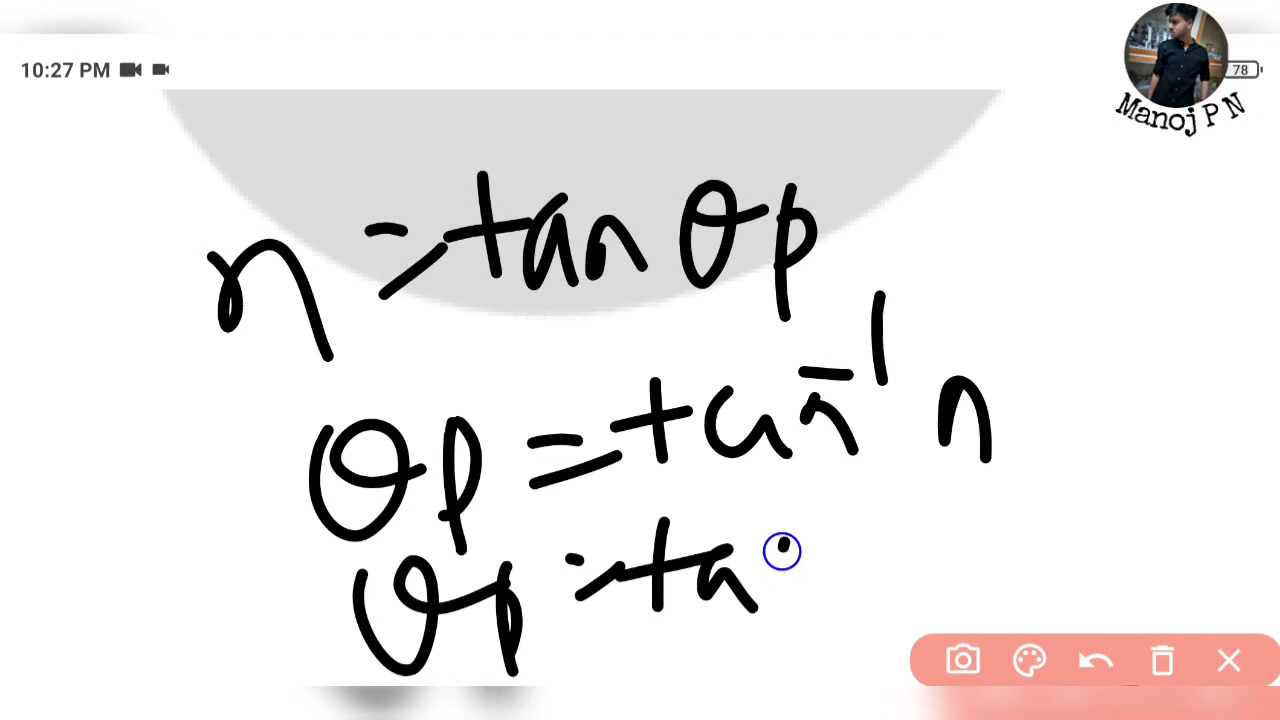 10:27 PM
78
Manoj P N
n = tan θp
θp = tan⁻¹ n
θp = ta